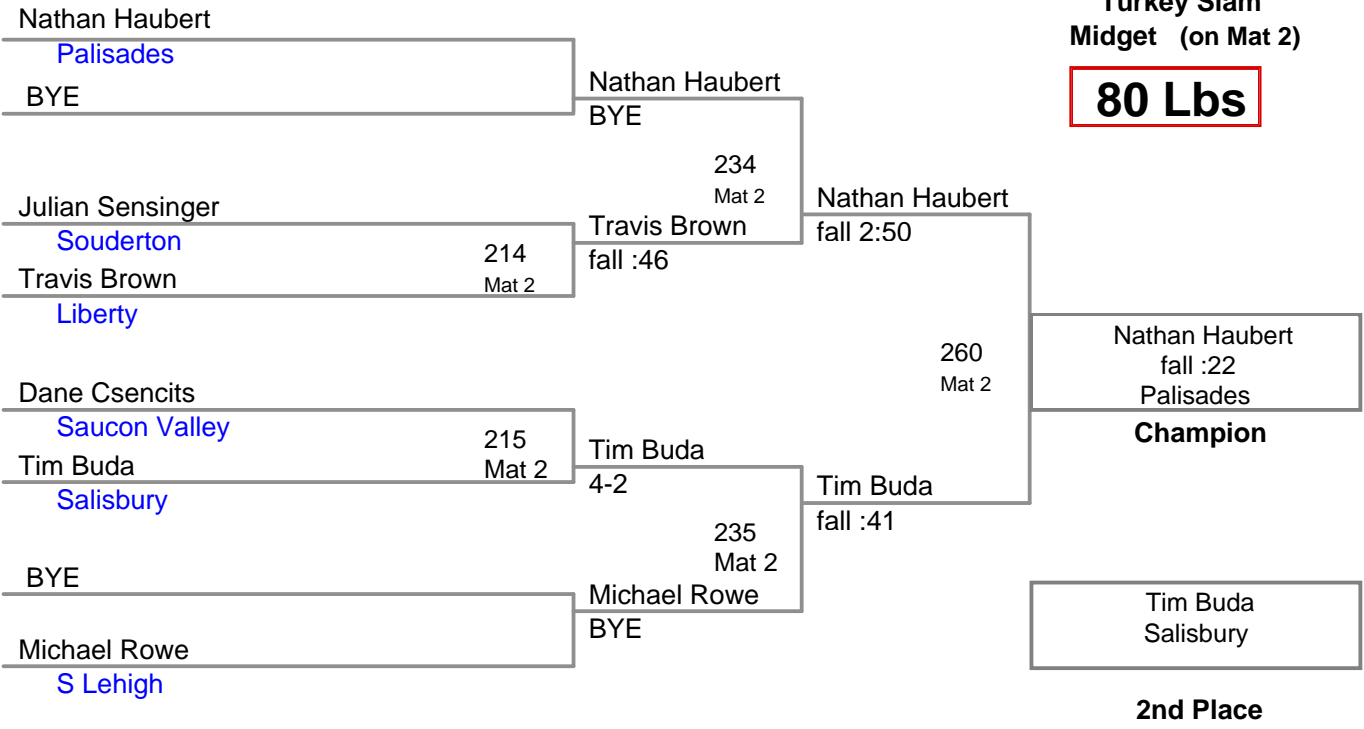 Turkey Slam
Midget (on Mat 2)
80 Lbs
Nathan Haubert
Palisades
BYE
Nathan Haubert
BYE
234
Mat 2
Julian Sensinger
Souderton
Travis Brown
Liberty
214
Mat 2
Travis Brown
fall :46
Nathan Haubert
fall 2:50
260
Mat 2
Nathan Haubert
fall :22
Palisades
Champion
Dane Csencits
Saucon Valley
Tim Buda
Salisbury
215
Mat 2
Tim Buda
4-2
235
Mat 2
Tim Buda
fall :41
BYE
Michael Rowe
S Lehigh
Michael Rowe
BYE
Tim Buda
Salisbury
2nd Place